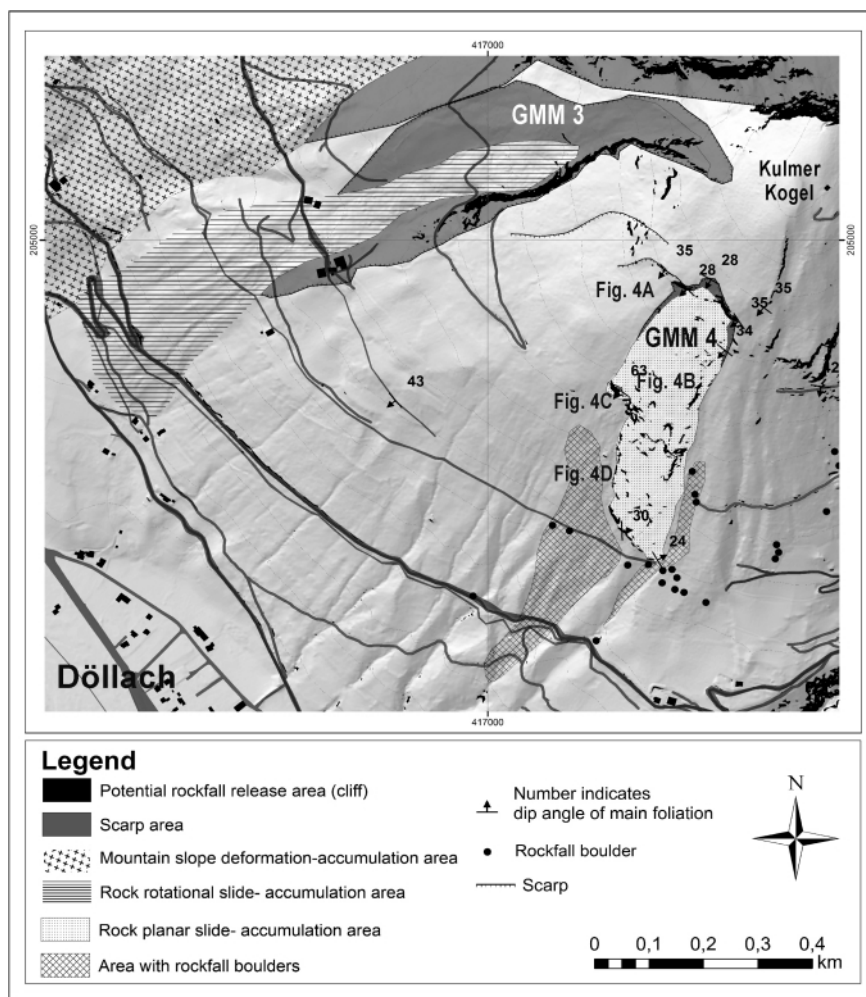 417000
GMM 3
Kulmer
Kogel
205000
205000
35
28
28
Fig. 4A
35
35
34
GMM 4
42
63
Fig. 4B
43
Fig. 4C
Fig. 4D
30
24
Döllach
417000
Legend
Potential rockfall release area (cliff)
Scarp area
Mountain slope deformation-accumulation area
Rock rotational slide- accumulation area
Rock planar slide- accumulation area
Area with rockfall boulders
Number indicates
dip angle of main foliation
Rockfall boulder
Scarp
N
0 0,1 0,2 0,3 0,4
km